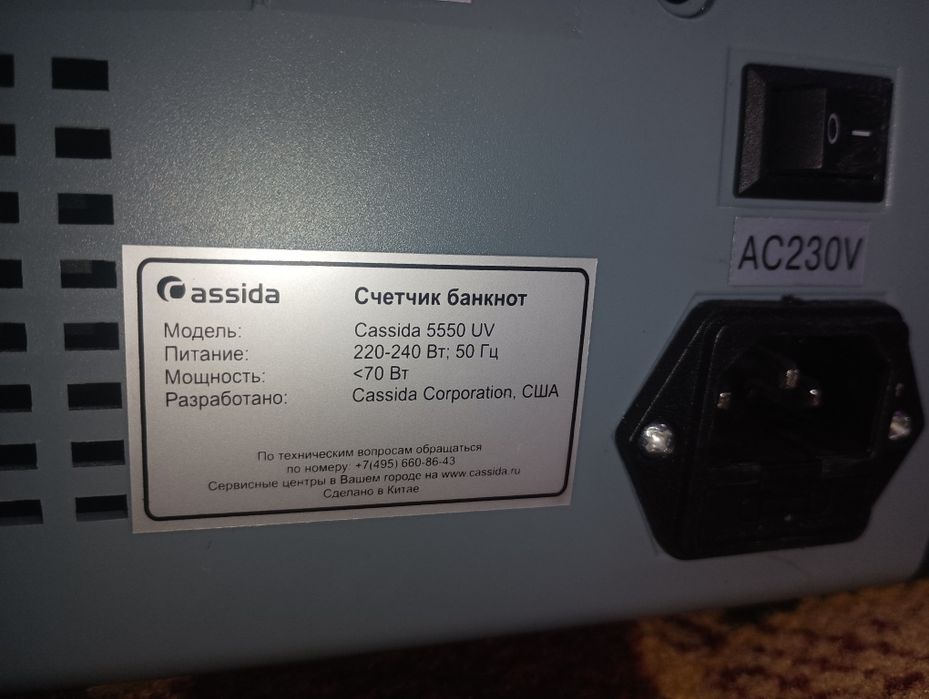 Cassida
Счетчик банкнот
Модель: Cassida 5550 UV
Питание: 220-240 Вт; 50 Гц
Мощность: <70 Вт
Разработано: Cassida Corporation, США
По техническим вопросам обращаться
по номеру: +7(495) 660-86-43
Сервисные центры в Вашем городе на www.cassida.ru
Сделано в Китае
O —
AC230V